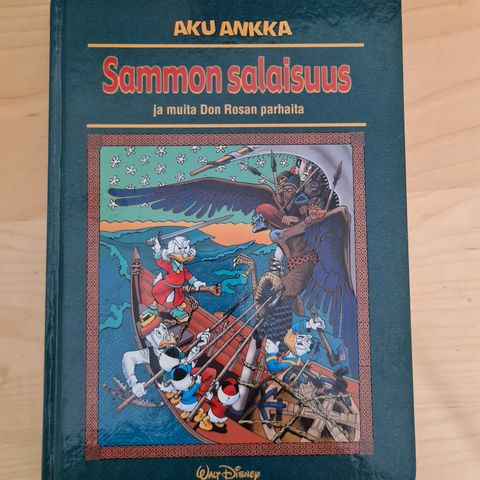 AKU ANKKA
Sammon salaisuus
ja muita Don Rosan parhaita
WALT DISNEY